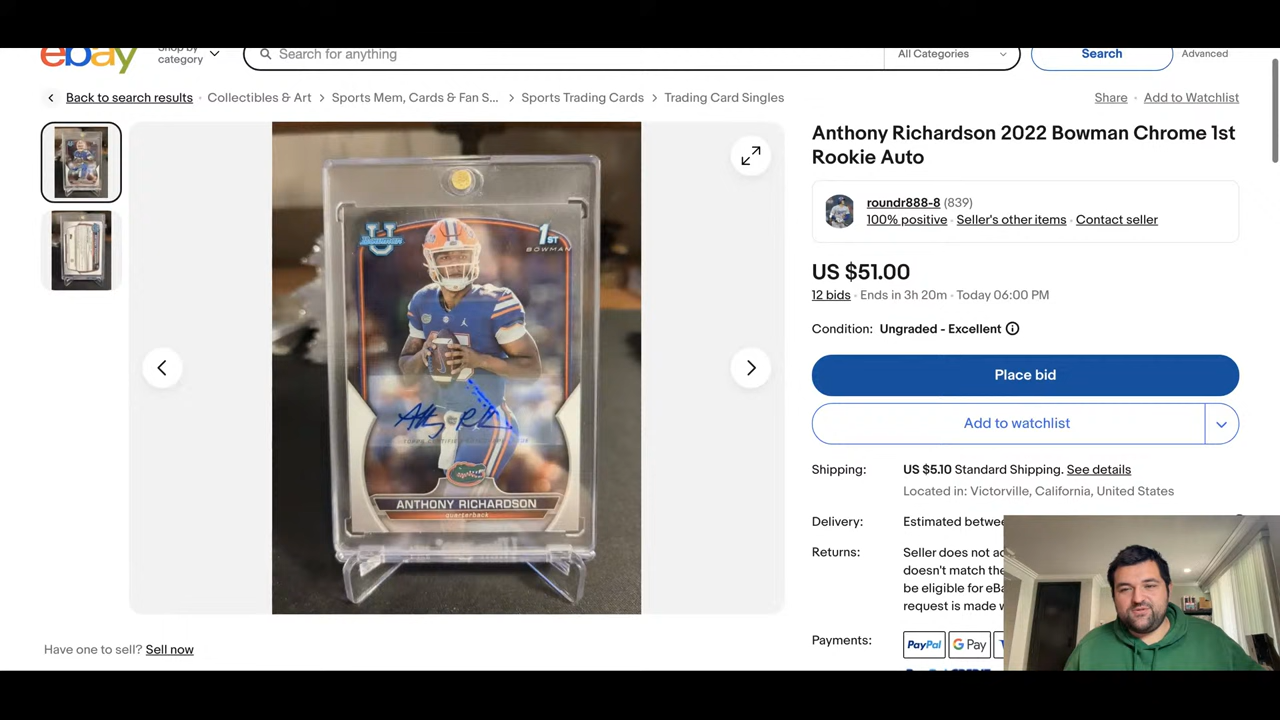 ebay
Shop by
category
Search for anything
All Categories
Search
Advanced
Back to search results
Collectibles & Art
Sports Mem, Cards & Fan S...
Sports Trading Cards
Trading Card Singles
Share
Add to Watchlist
Anthony Richardson 2022 Bowman Chrome 1st
Rookie Auto
roundr888-8 (839)
100% positive
Seller's other items
Contact seller
US $51.00
12 bids
Ends in 3h 20m
Today 06:00 PM
Condition: Ungraded - Excellent
Place bid
Add to watchlist
Shipping: US $5.10 Standard Shipping. See details
Located in: Victorville, California, United States
Delivery: Estimated betwee
Returns: Seller does not ac
doesn't match the
be eligible for eBa
request is made w
Payments: PayPal G Pay
1ST
BOWMAN
ANTHONY RICHARDSON
quarterback
Have one to sell? Sell now